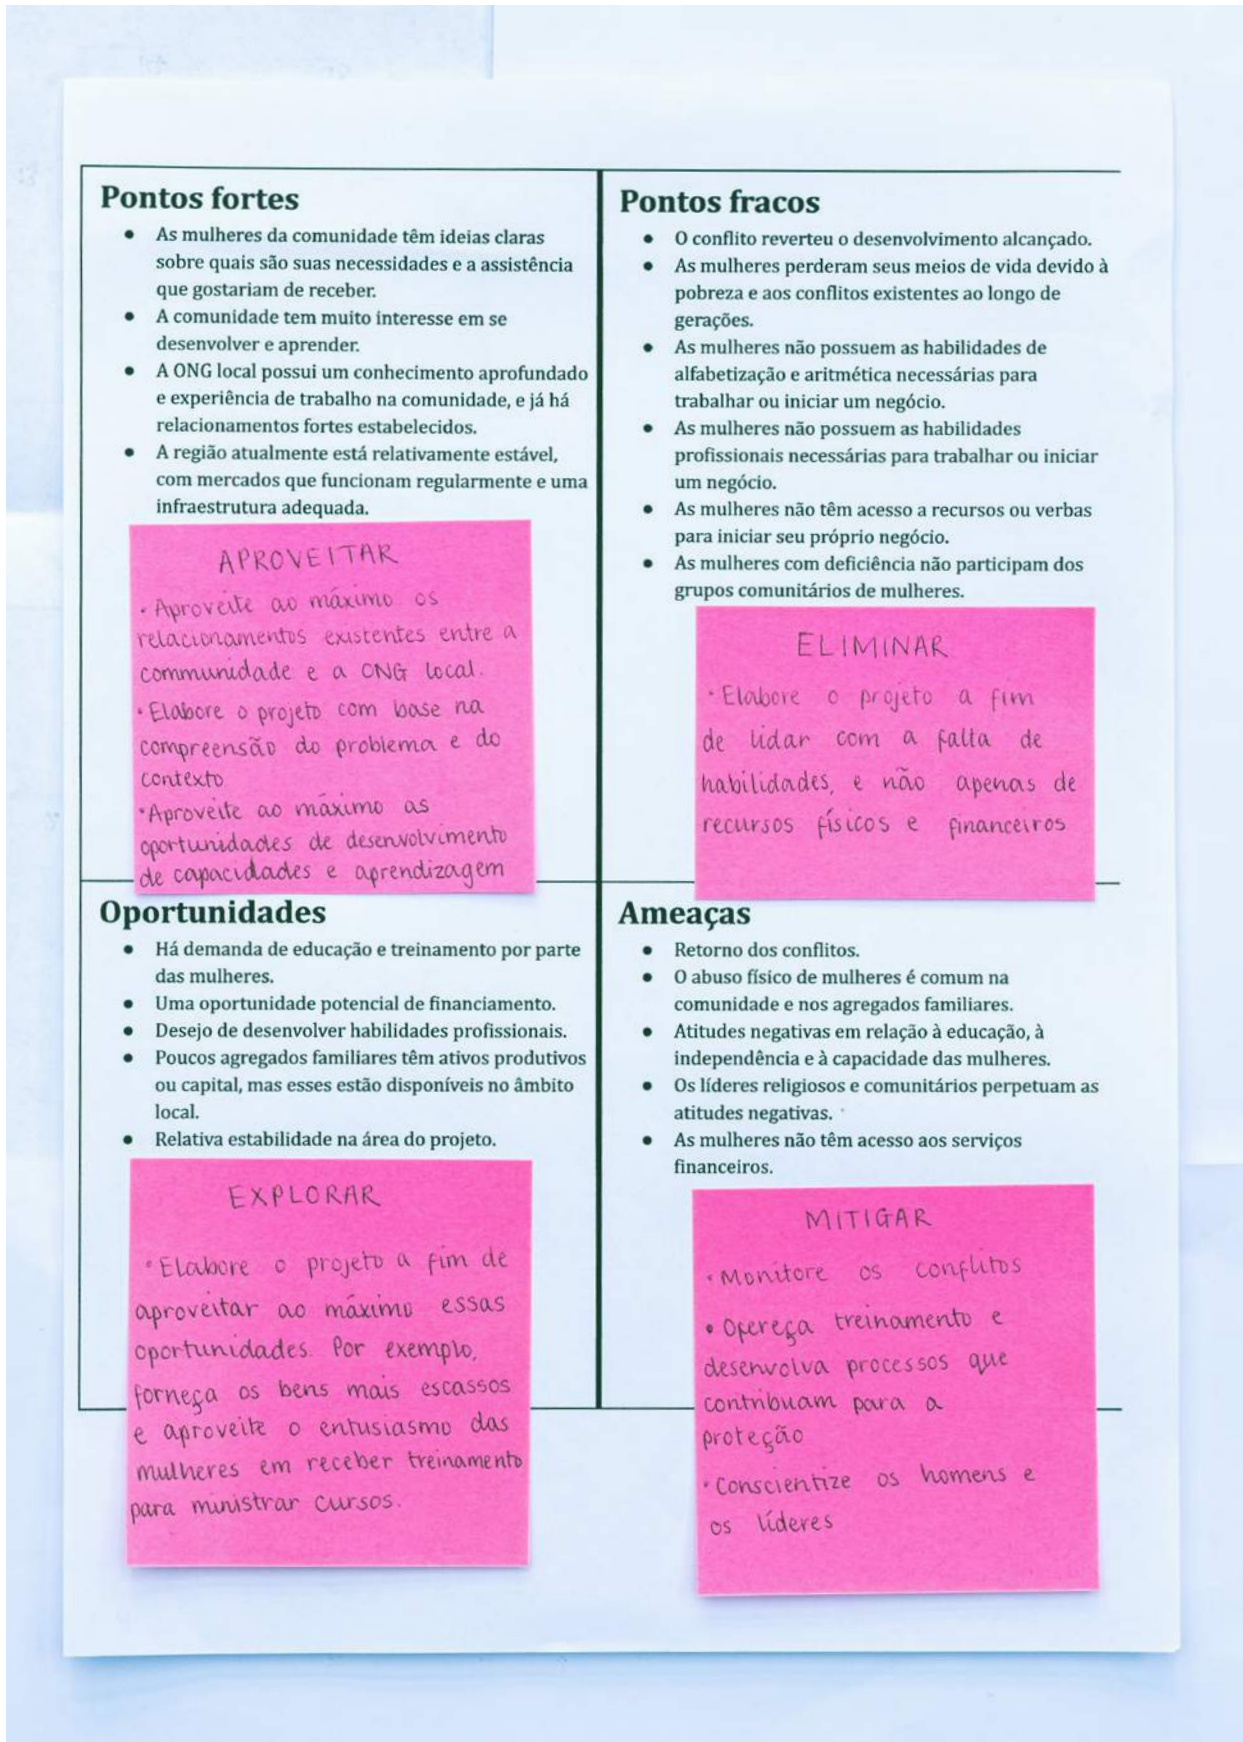 Pontos fortes
● As mulheres da comunidade têm ideias claras
sobre quais são suas necessidades e a assistência
que gostariam de receber.
● A comunidade tem muito interesse em se
desenvolver e aprender.
● A ONG local possui um conhecimento aprofundado
e experiência de trabalho na comunidade, e já há
relacionamentos fortes estabelecidos.
● A região atualmente está relativamente estável,
com mercados que funcionam regularmente e uma
infraestrutura adequada.
APROVEITAR
• Aproveite ao máximo os
relacionamentos existentes entre a
communidade e a ONG local.
• Elabore o projeto com base na
compreensão do problema e do
contexto
• Aproveite ao máximo as
oportunidades de desenvolvimento
de capacidades e aprendizagem
Pontos fracos
● O conflito reverteu o desenvolvimento alcançado.
● As mulheres perderam seus meios de vida devido à
pobreza e aos conflitos existentes ao longo de
gerações.
● As mulheres não possuem as habilidades de
alfabetização e aritmética necessárias para
trabalhar ou iniciar um negócio.
● As mulheres não possuem as habilidades
profissionais necessárias para trabalhar ou iniciar
um negócio.
● As mulheres não têm acesso a recursos ou verbas
para iniciar seu próprio negócio.
● As mulheres com deficiência não participam dos
grupos comunitários de mulheres.
ELIMINAR
• Elabore o projeto a fim
de lidar com a falta de
habilidades, e não apenas de
recursos físicos e financeiros
Oportunidades
● Há demanda de educação e treinamento por parte
das mulheres.
● Uma oportunidade potencial de financiamento.
● Desejo de desenvolver habilidades profissionais.
● Poucos agregados familiares têm ativos produtivos
ou capital, mas esses estão disponíveis no âmbito
local.
● Relativa estabilidade na área do projeto.
EXPLORAR
• Elabore o projeto a fim de
aproveitar ao máximo essas
oportunidades. Por exemplo,
forneça os bens mais escassos
e aproveite o entusiasmo das
mulheres em receber treinamento
para ministrar cursos.
Ameaças
● Retorno dos conflitos.
● O abuso físico de mulheres é comum na
comunidade e nos agregados familiares.
● Atitudes negativas em relação à educação, à
independência e à capacidade das mulheres.
● Os líderes religiosos e comunitários perpetuam as
atitudes negativas.
● As mulheres não têm acesso aos serviços
financeiros.
MITIGAR
• Monitore os conflitos
• Ofereça treinamento e
desenvolva processos que
contribuam para a
proteção
• Conscientize os homens e
os líderes